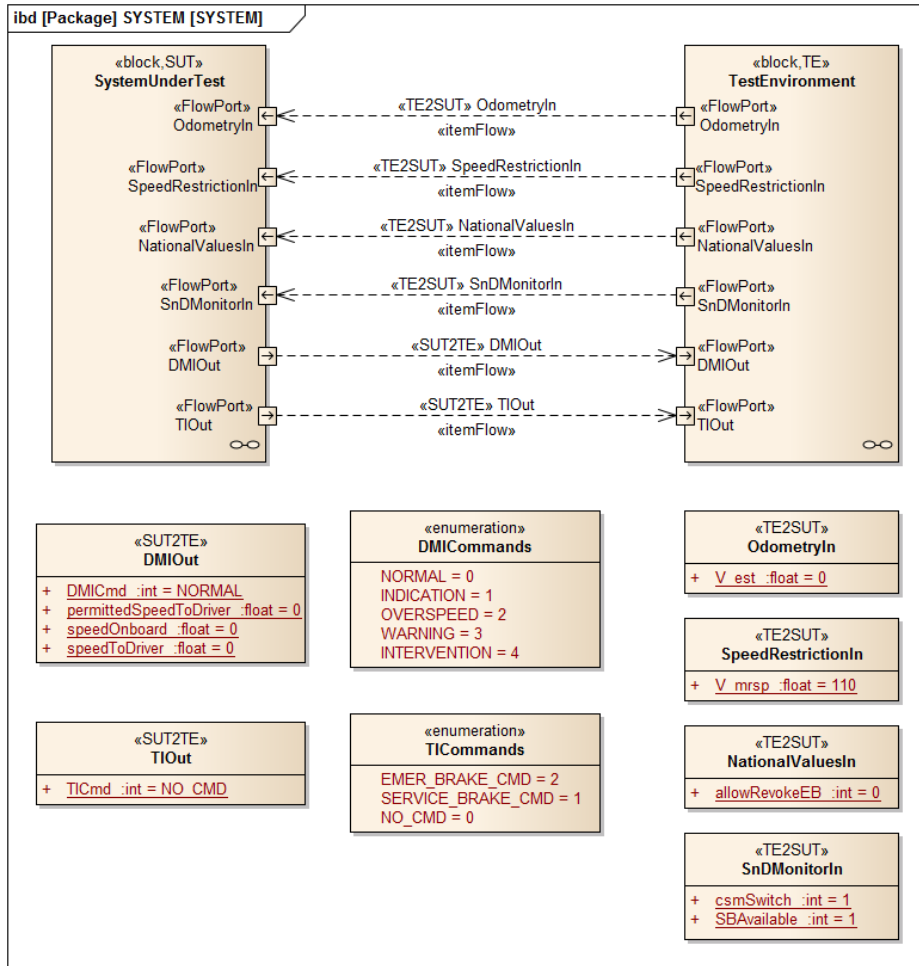 ibd [Package] SYSTEM [SYSTEM]
«block,SUT»
SystemUnderTest
«FlowPort»
OdometryIn
«FlowPort»
SpeedRestrictionIn
«FlowPort»
NationalValuesIn
«FlowPort»
SnDMonitorIn
«FlowPort»
DMIOut
«FlowPort»
TIOut
«TE2SUT» OdometryIn
«itemFlow»
«TE2SUT» SpeedRestrictionIn
«itemFlow»
«TE2SUT» NationalValuesIn
«itemFlow»
«TE2SUT» SnDMonitorIn
«itemFlow»
«SUT2TE» DMIOut
«itemFlow»
«SUT2TE» TIOut
«itemFlow»
«block,TE»
TestEnvironment
«FlowPort»
OdometryIn
«FlowPort»
SpeedRestrictionIn
«FlowPort»
NationalValuesIn
«FlowPort»
SnDMonitorIn
«FlowPort»
DMIOut
«FlowPort»
TIOut
«SUT2TE»
DMIOut
+ DMICmd :int = NORMAL
+ permittedSpeedToDriver :float = 0
+ speedOnboard :float = 0
+ speedToDriver :float = 0
«enumeration»
DMICommands
NORMAL = 0
INDICATION = 1
OVERSPEED = 2
WARNING = 3
INTERVENTION = 4
«TE2SUT»
OdometryIn
+ V_est :float = 0
«TE2SUT»
SpeedRestrictionIn
+ V_mrsp :float = 110
«SUT2TE»
TIOut
+ TICmd :int = NO_CMD
«enumeration»
TICommands
EMER_BRAKE_CMD = 2
SERVICE_BRAKE_CMD = 1
NO_CMD = 0
«TE2SUT»
NationalValuesIn
+ allowRevokeEB :int = 0
«TE2SUT»
SnDMonitorIn
+ csmSwitch :int = 1
+ SBAvailable :int = 1